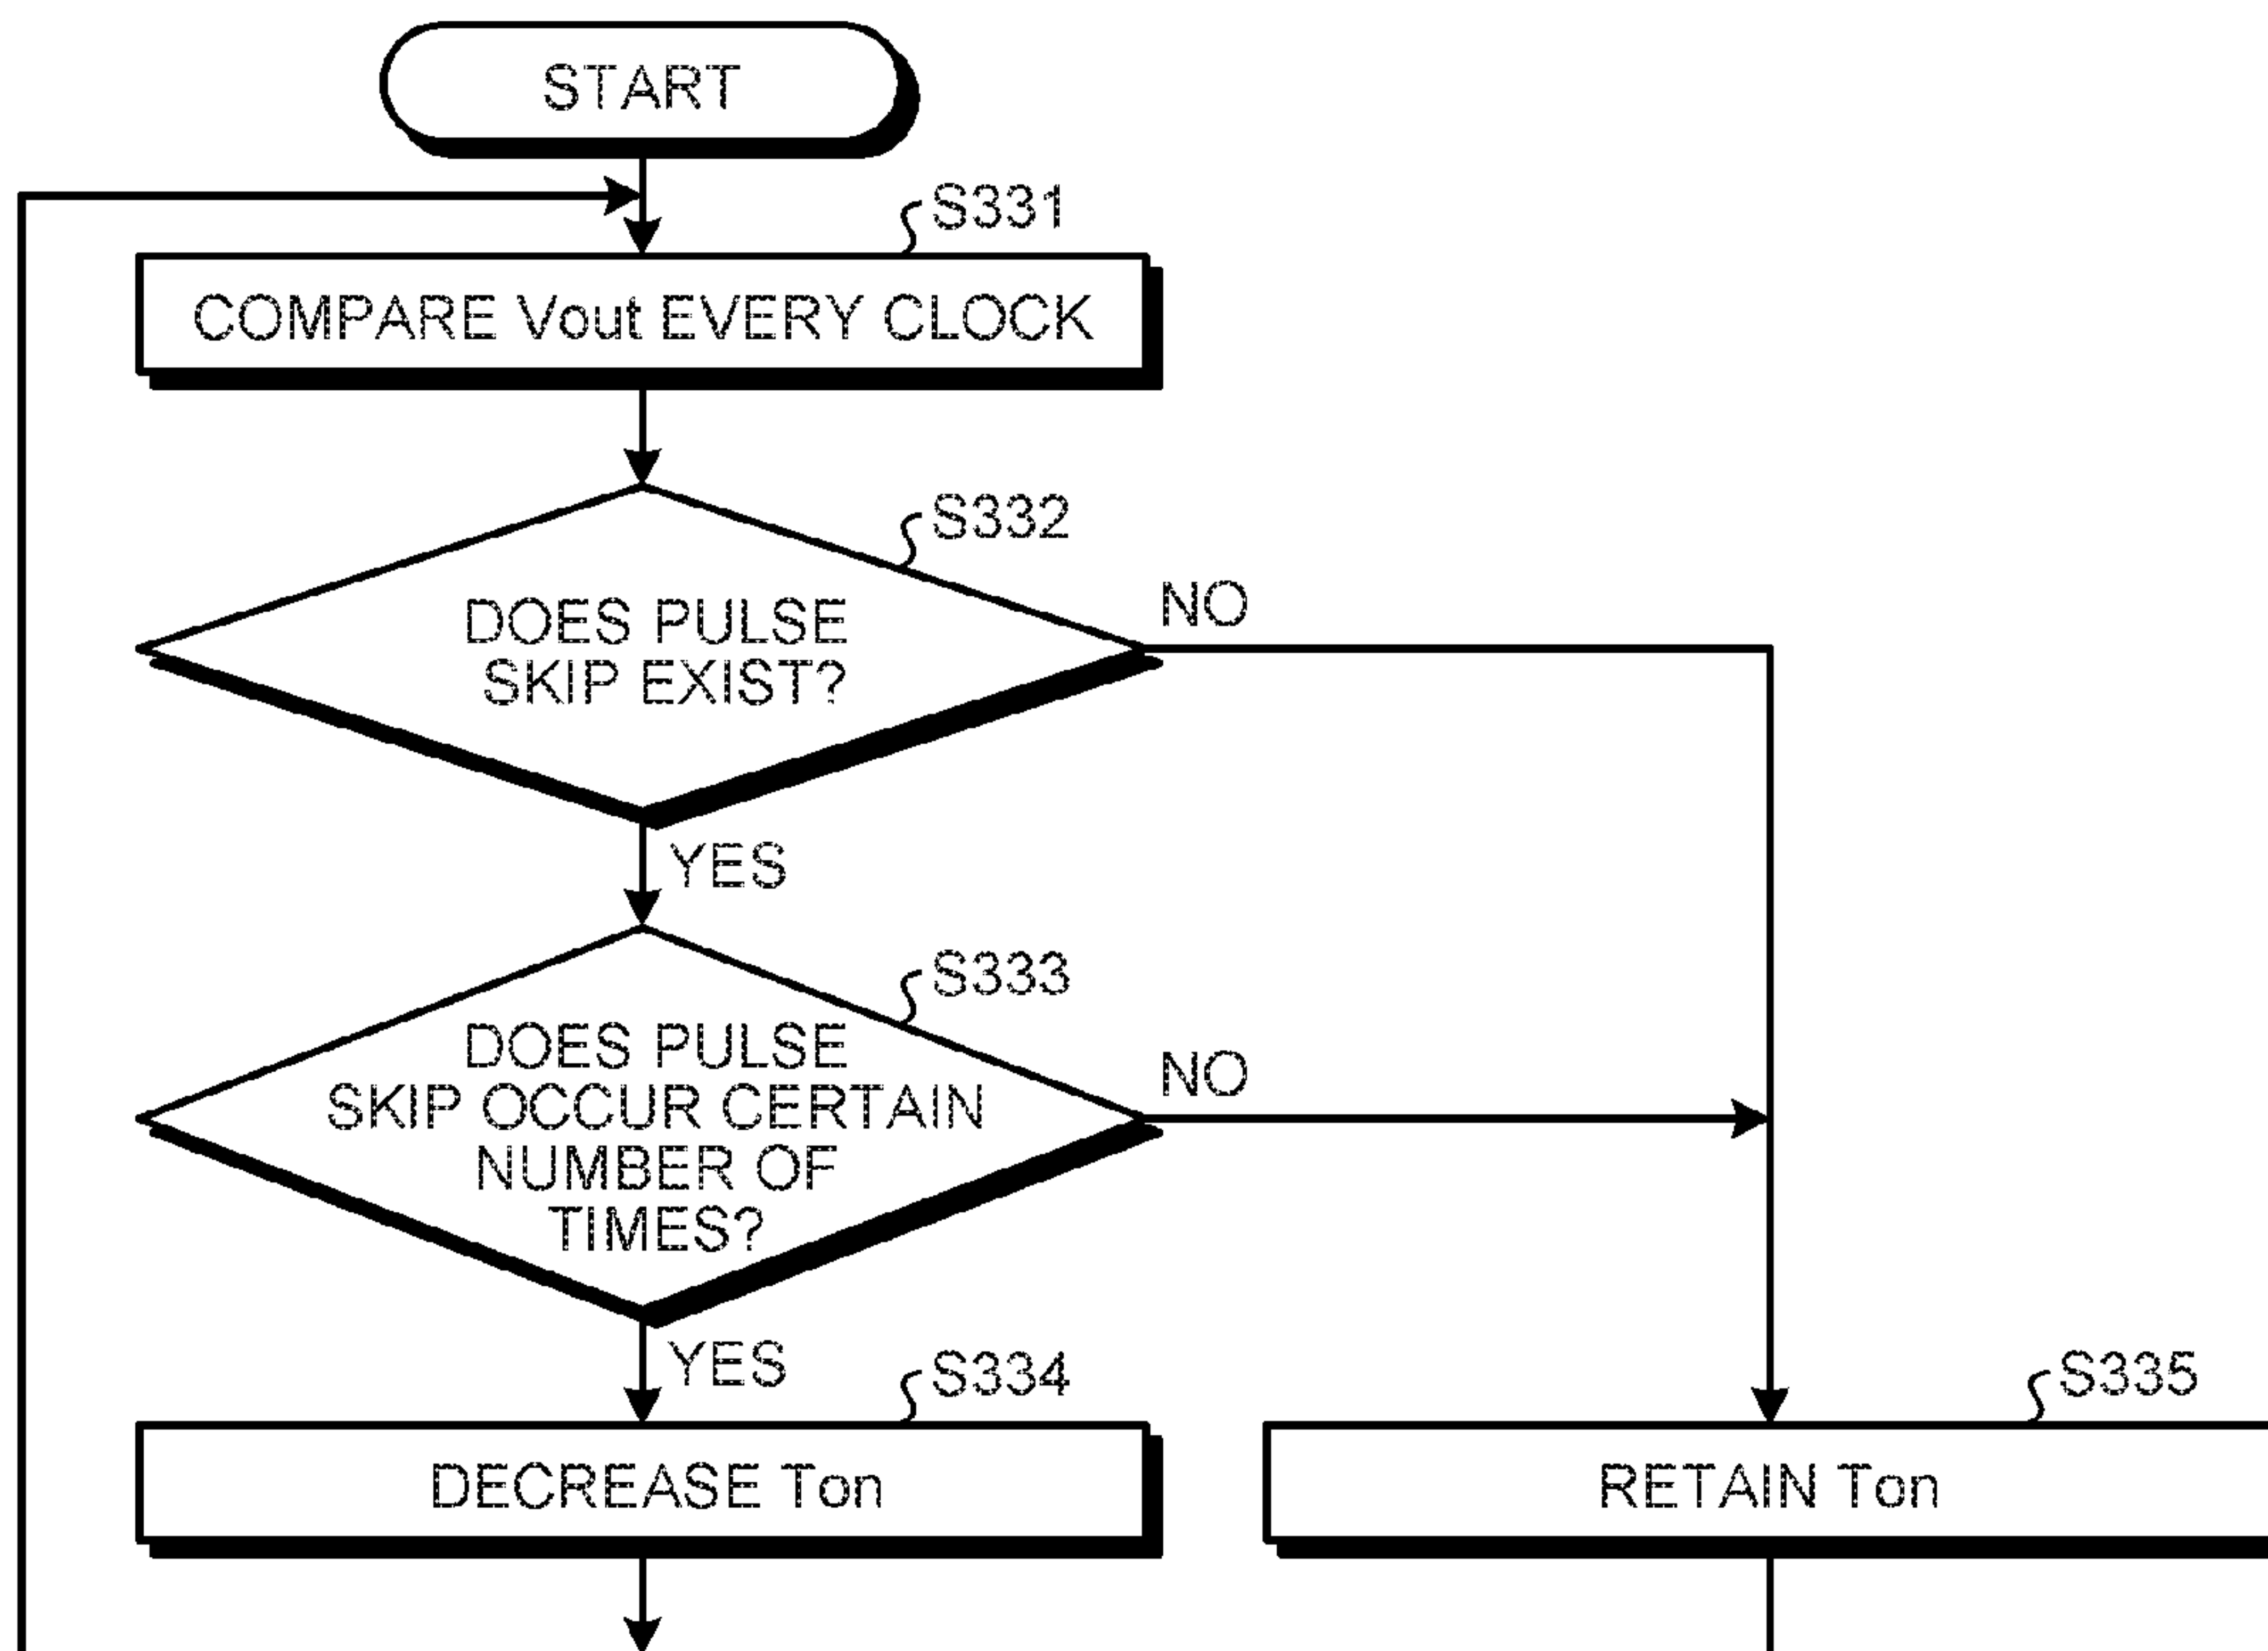 START
S331
COMPARE Vout EVERY CLOCK
S332
DOES PULSE
SKIP EXIST?
NO
YES
S333
DOES PULSE
SKIP OCCUR CERTAIN
NUMBER OF
TIMES?
NO
YES
S334
DECREASE Ton
S335
RETAIN Ton